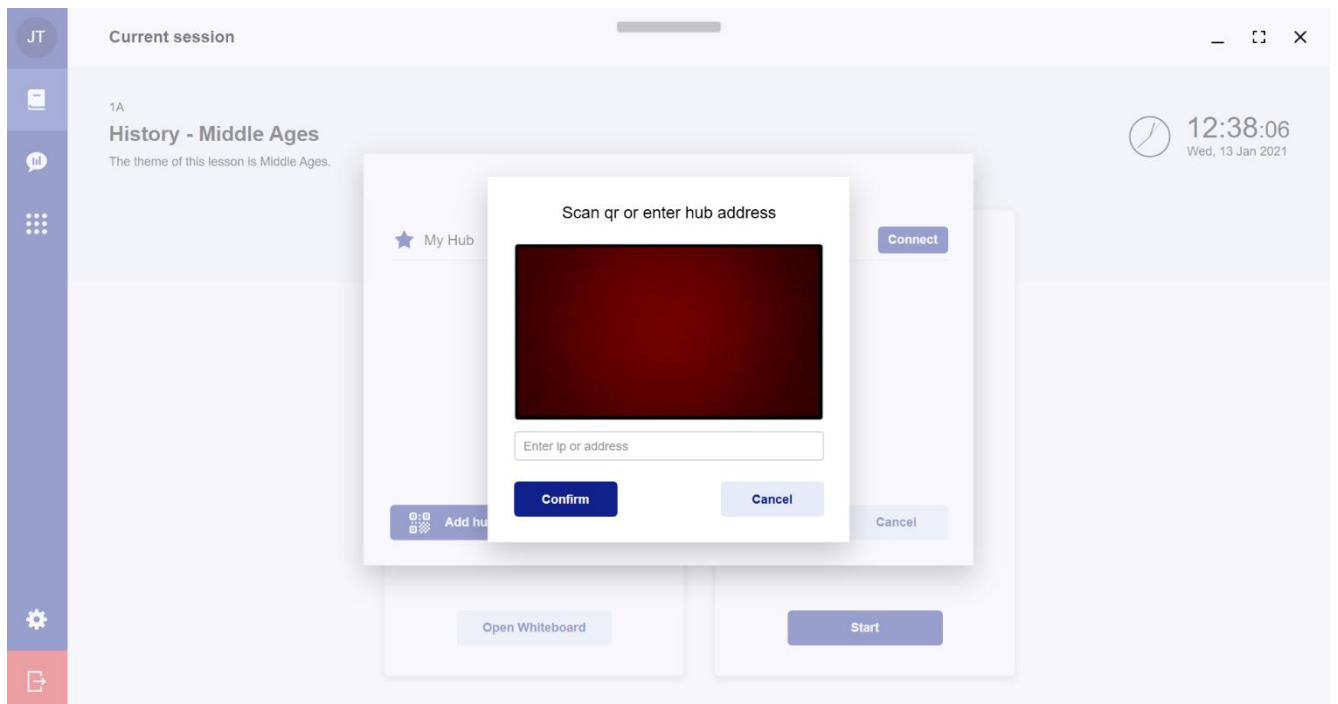 JT
Current session
1A
History - Middle Ages
The theme of this lesson is Middle Ages.
12:38:06
Wed, 13 Jan 2021
Scan qr or enter hub address
My Hub
Connect
Enter ip or address
Confirm
Cancel
Add hu
Cancel
Open Whiteboard
Start